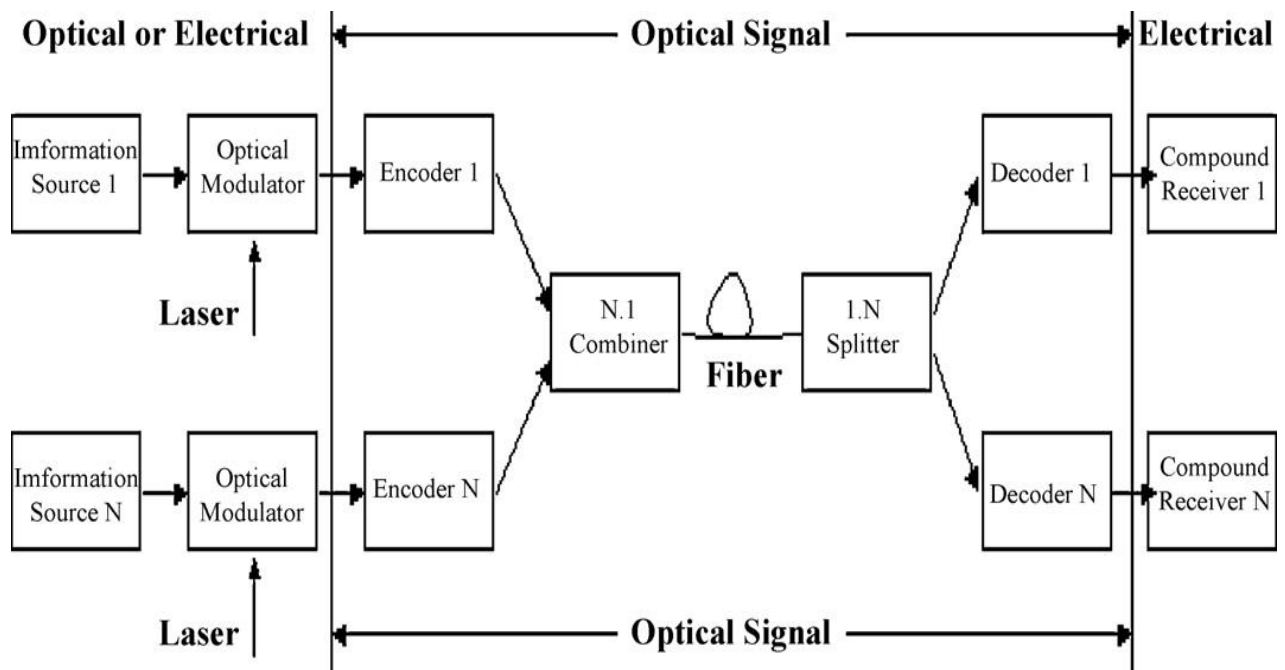 Optical or Electrical
Optical Signal
Electrical
Imformation
Source 1
Optical
Modulator
Encoder 1
Decoder 1
Compound
Receiver 1
Laser
N.1
Combiner
Fiber
1.N
Splitter
Imformation
Source N
Optical
Modulator
Encoder N
Decoder N
Compound
Receiver N
Laser
Optical Signal